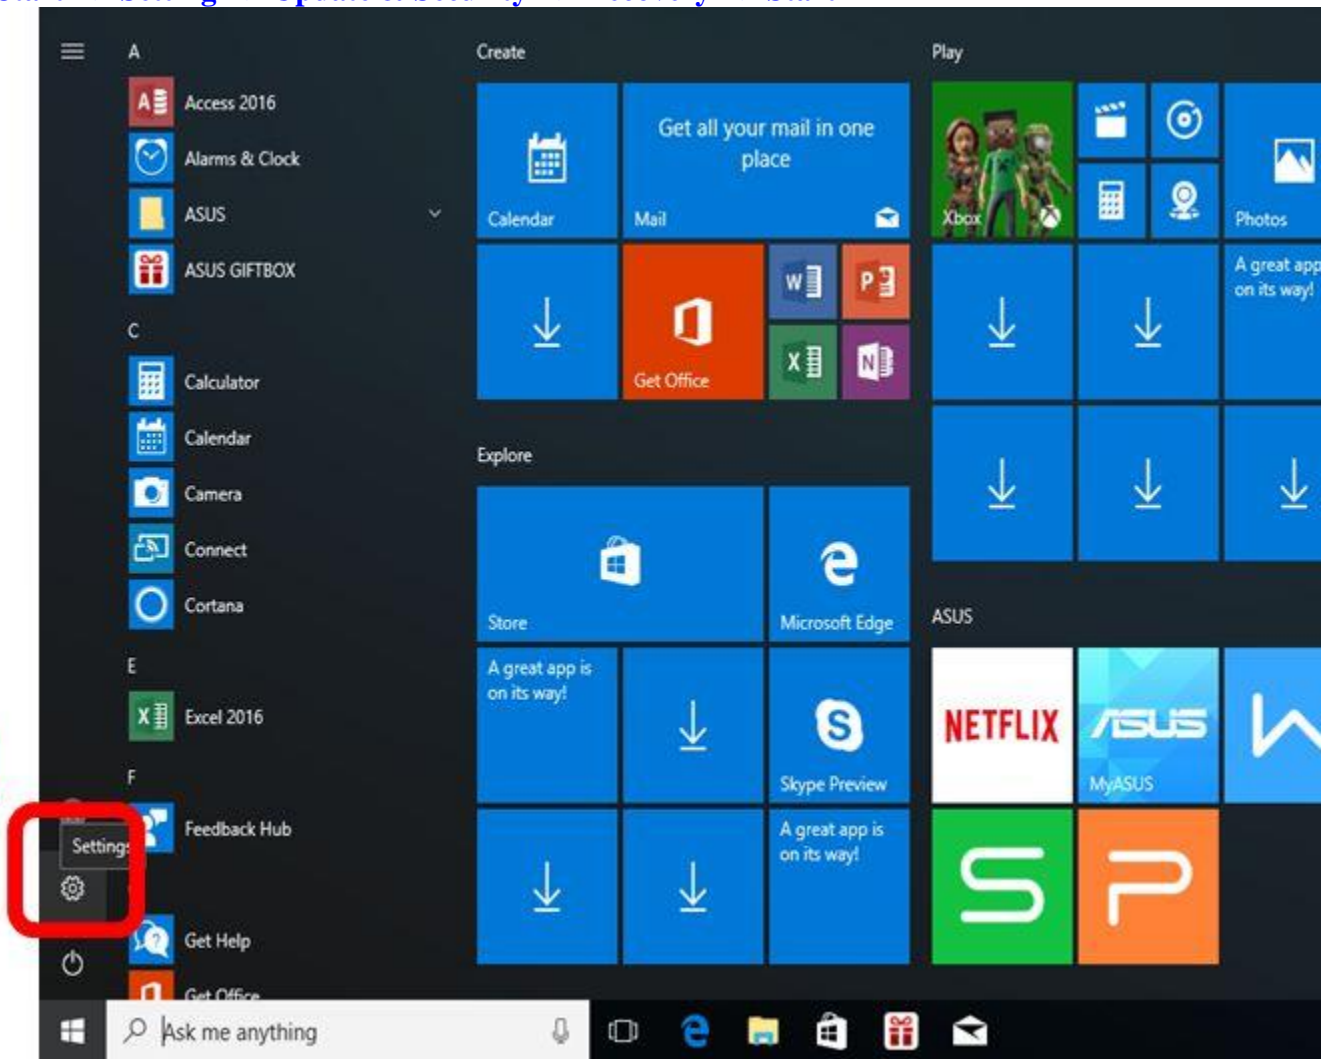 A
Access 2016
Alarms & Clock
ASUS
ASUS GIFTBOX
C
Calculator
Calendar
Camera
Connect
Cortana
E
Excel 2016
F
Feedback Hub
Settings
Get Help
Get Office
Ask me anything
Create
Calendar
Get all your mail in one
place
Mail
Get Office
Explore
Store
Microsoft Edge
A great app is
on its way!
Skype Preview
A great app is
on its way!
Play
Xbox
Photos
A great app
on its way!
ASUS
NETFLIX
ASUS
MyASUS